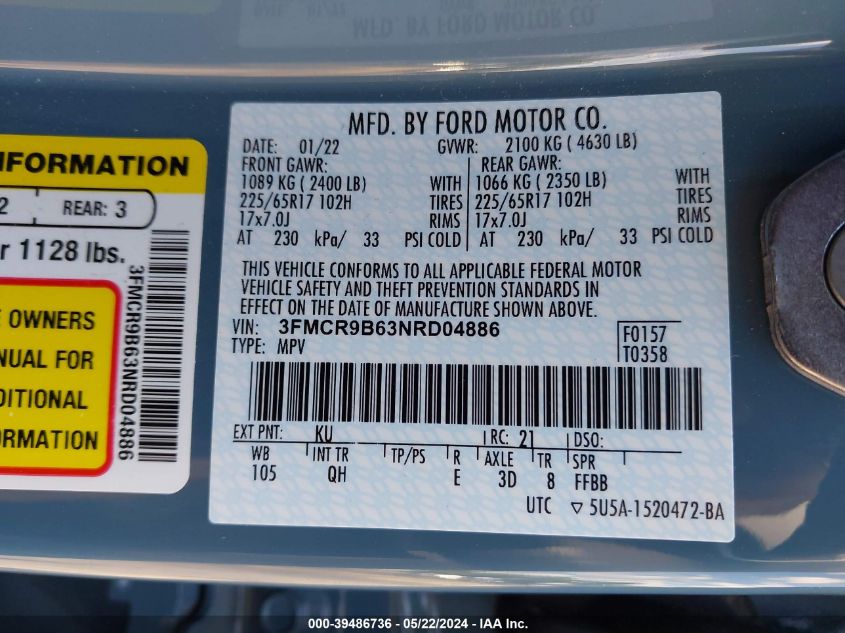 MFD. BY FORD MOTOR CO.
INFORMATION
2 REAR: 3
r 1128 lbs.
E OWNERS
NUAL FOR
DITIONAL
ORMATION
3FMCR9B63NRD04886
MFD. BY FORD MOTOR CO.
DATE: 01/22 GVWR: 2100 KG ( 4630 LB)
FRONT GAWR: REAR GAWR:
1089 KG ( 2400 LB) WITH 1066 KG ( 2350 LB) WITH
225/65R17 102H TIRES 225/65R17 102H TIRES
17x7.0J RIMS 17x7.0J RIMS
AT 230 kPa/ 33 PSI COLD AT 230 kPa/ 33 PSI COLD
THIS VEHICLE CONFORMS TO ALL APPLICABLE FEDERAL MOTOR
VEHICLE SAFETY AND THEFT PREVENTION STANDARDS IN
EFFECT ON THE DATE OF MANUFACTURE SHOWN ABOVE.
VIN: 3FMCR9B63NRD04886 F0157
TYPE: MPV T0358
EXT PNT: KU RC: 21 DSO:
WB INT TR TP/PS R AXLE TR SPR
105 QH E 3D 8 FFBB
UTC ▽ 5U5A-1520472-BA
000-39486736 - 05/22/2024 - IAA Inc.